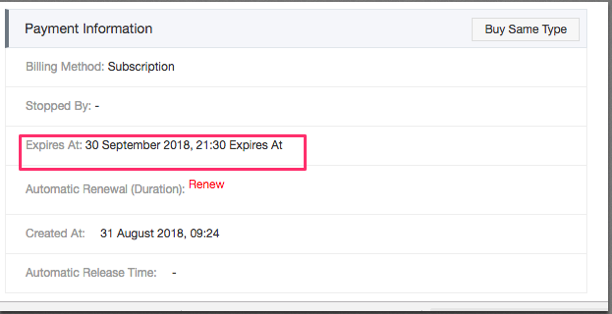 Payment Information
Buy Same Type
Billing Method: Subscription
Stopped By: -
Expires At: 30 September 2018, 21:30 Expires At
Automatic Renewal (Duration): Renew
Created At: 31 August 2018, 09:24
Automatic Release Time: -